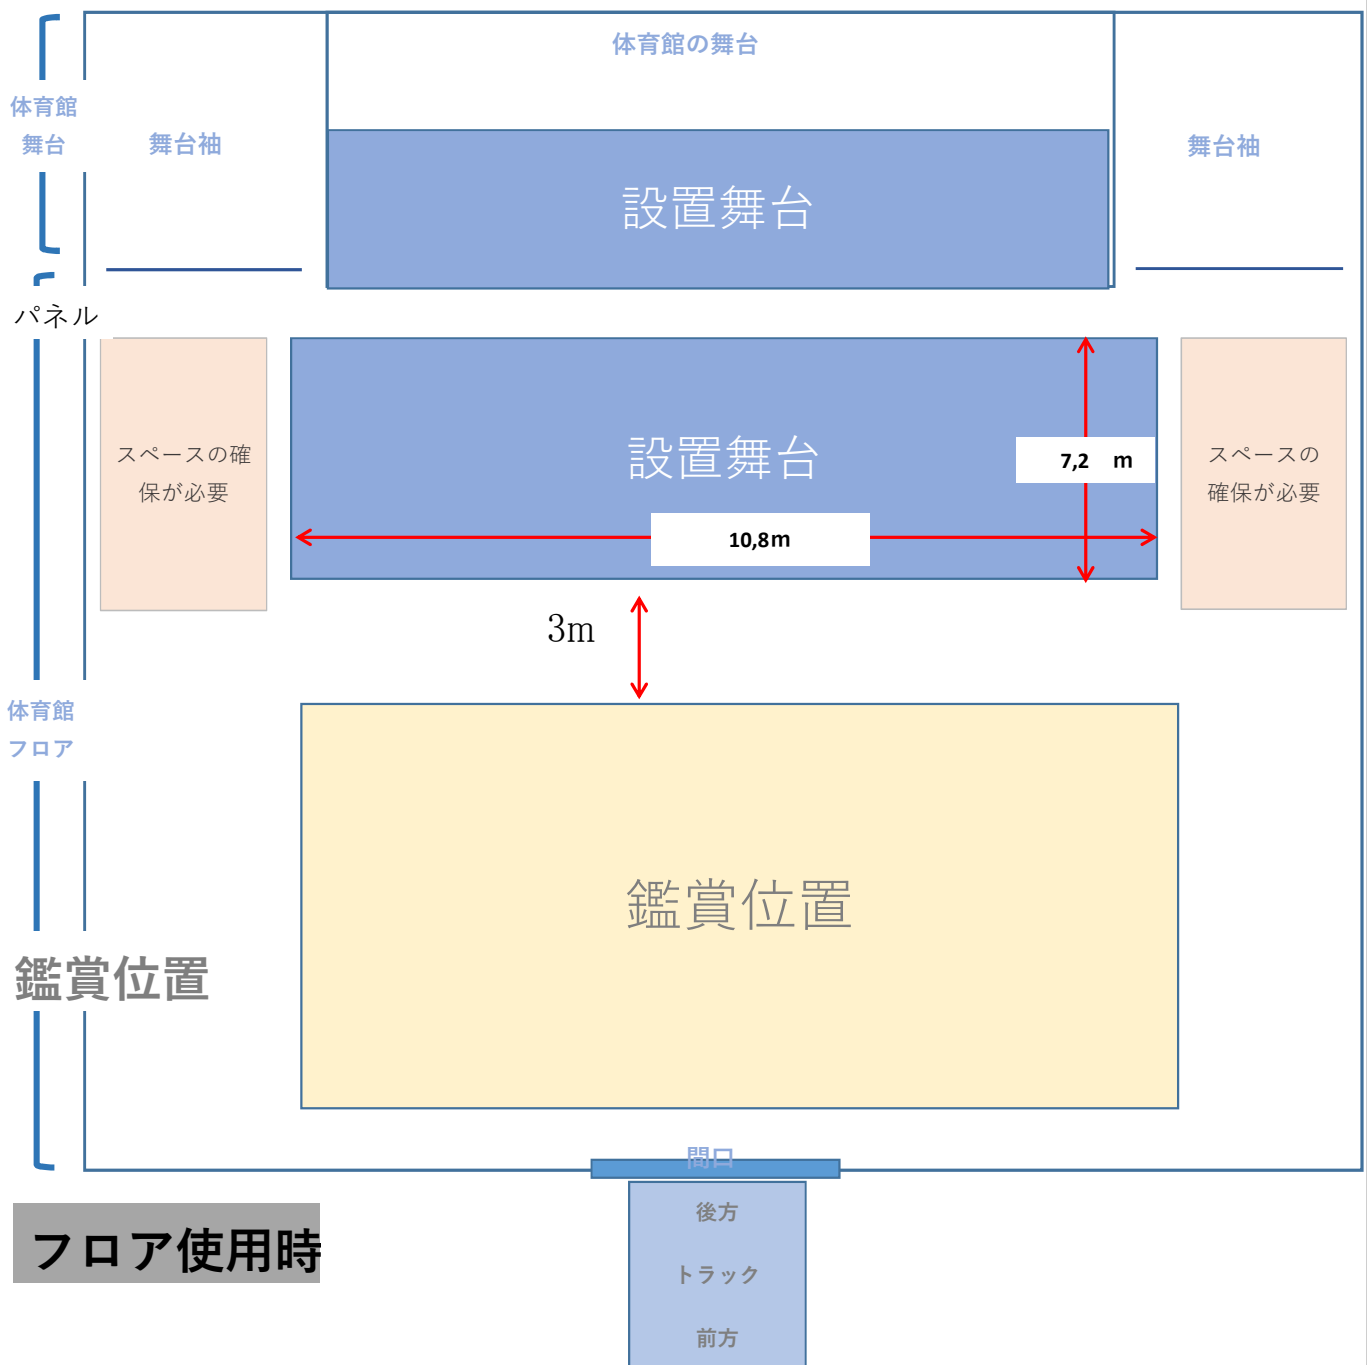 体育館の舞台
体育館
舞台
舞台袖
舞台袖
設置舞台
パネル
スペースの確
保が必要
設置舞台
7,2　m
スペースの
確保が必要
10,8m
3m
体育館
フロア
鑑賞位置
鑑賞位置
間口
後方
トラック
前方
フロア使用時